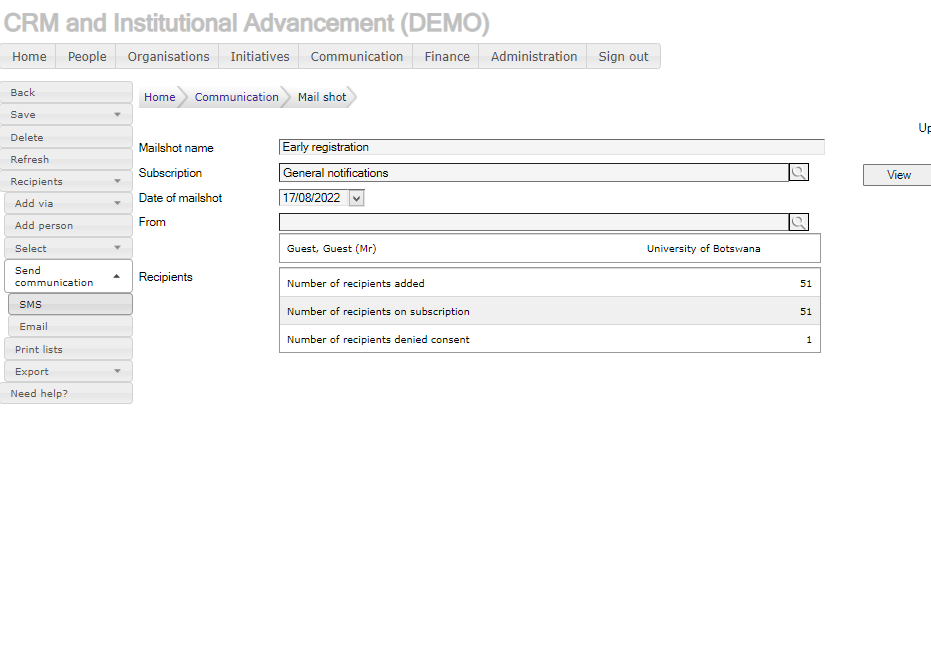 CRM and Institutional Advancement (DEMO)
Home People Organisations Initiatives Communication Finance Administration Sign out
Back
Save
Delete
Refresh
Recipients
Add via
Add person
Select
Send
communication
SMS
Email
Print lists
Export
Need help?
Home Communication Mail shot
Up
Mailshot name Early registration
Subscription General notifications
View
Date of mailshot 17/08/2022
From
Guest, Guest (Mr) University of Botswana
Recipients
Number of recipients added 51
Number of recipients on subscription 51
Number of recipients denied consent 1